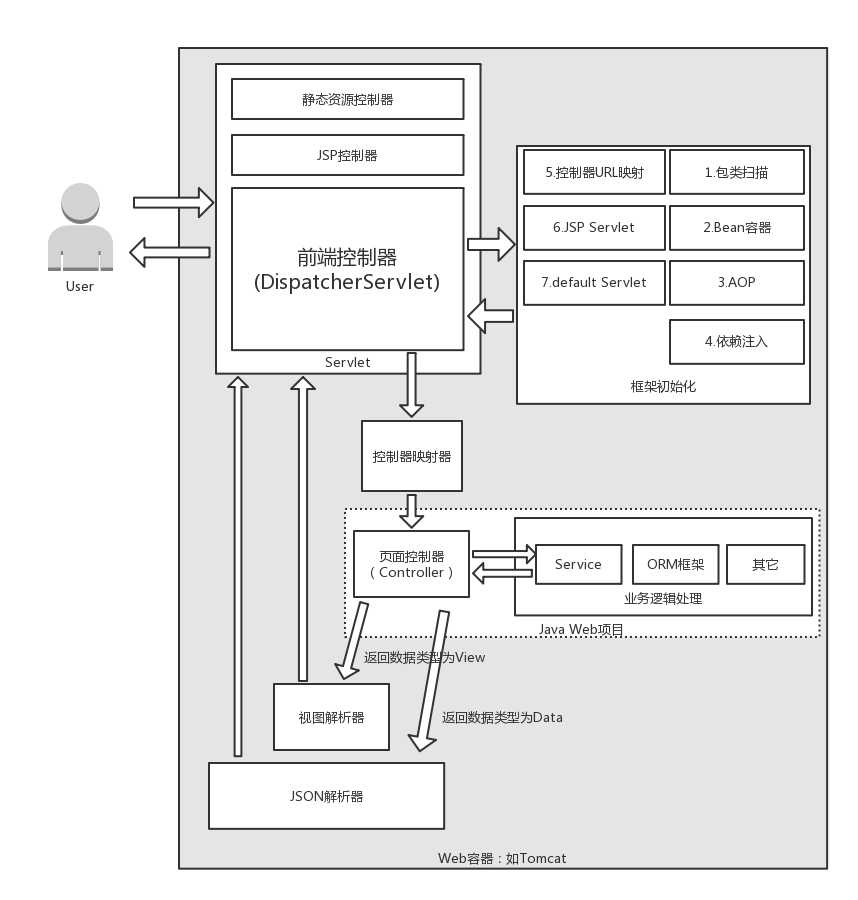 静态资源控制器
JSP控制器
前端控制器
(DispatcherServlet)
Servlet
User
5.控制器URL映射
1.包类扫描
6.JSP Servlet
2.Bean容器
7.default Servlet
3.AOP
4.依赖注入
框架初始化
控制器映射器
页面控制器
（Controller）
Service
ORM框架
其它
业务逻辑处理
Java Web项目
返回数据类型为View
视图解析器
返回数据类型为Data
JSON解析器
Web容器：如Tomcat